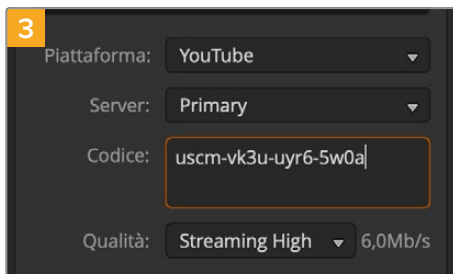 3
Piattaforma: YouTube
Server: Primary
Codice: uscm-vk3u-uyr6-5w0a
Qualità: Streaming High 6,0Mb/s